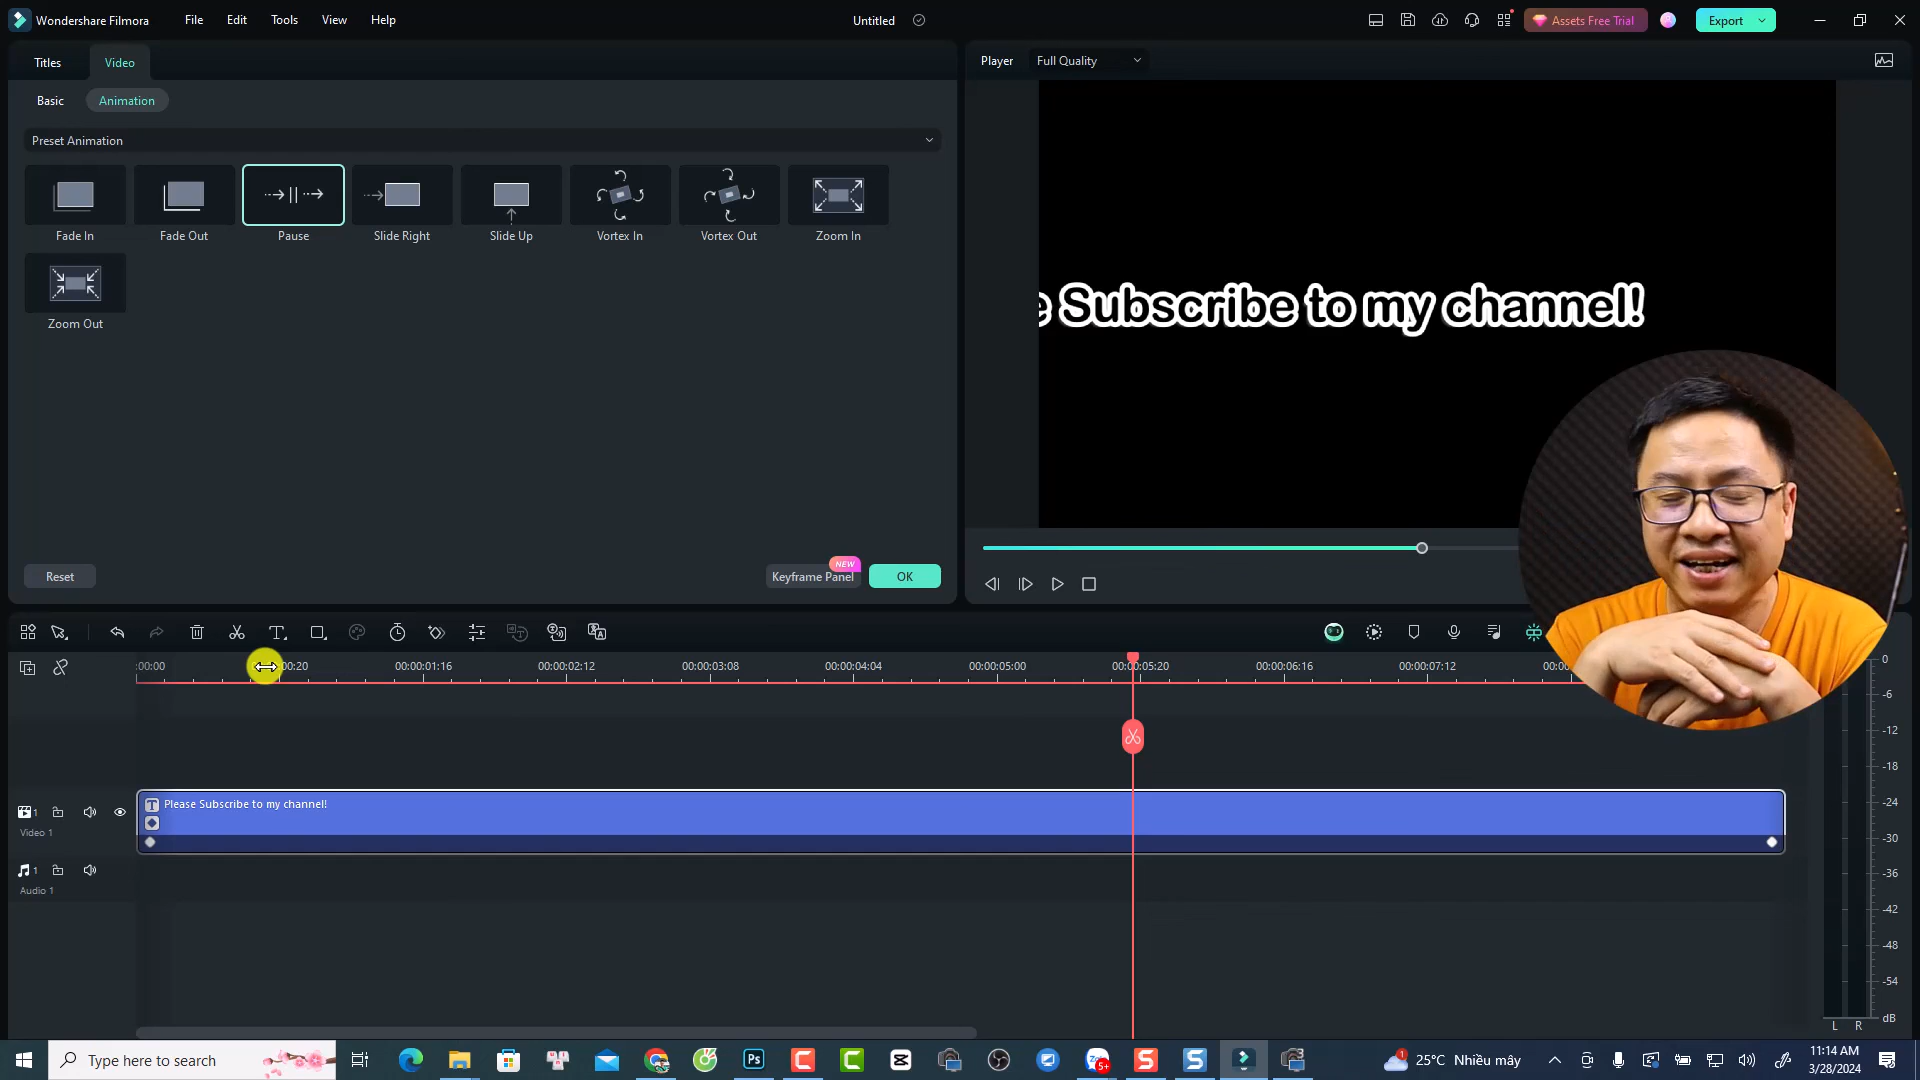 Wondershare Filmora
File
Edit
Tools
View
Help
Untitled
Assets Free Trial
Export
Titles
Video
Player
Full Quality
Basic
Animation
Preset Animation
Fade In
Fade Out
Pause
Slide Right
Slide Up
Vortex In
Vortex Out
Zoom In
Zoom Out
e Subscribe to my channel!
NEW
Reset
Keyframe Panel
OK
:00:00
00:20
00:00:01:16
00:00:02:12
00:00:03:08
00:00:04:04
00:00:05:00
00:00:05:20
00:00:06:16
00:00:07:12
00:00
0
-6
-12
-18
-24
-30
-36
-42
-48
-54
dB
L R
T Please Subscribe to my channel!
1
Video 1
1
Audio 1
Type here to search
Ps
5+
1
25°C Nhiều mây
11:14 AM
3/28/2024